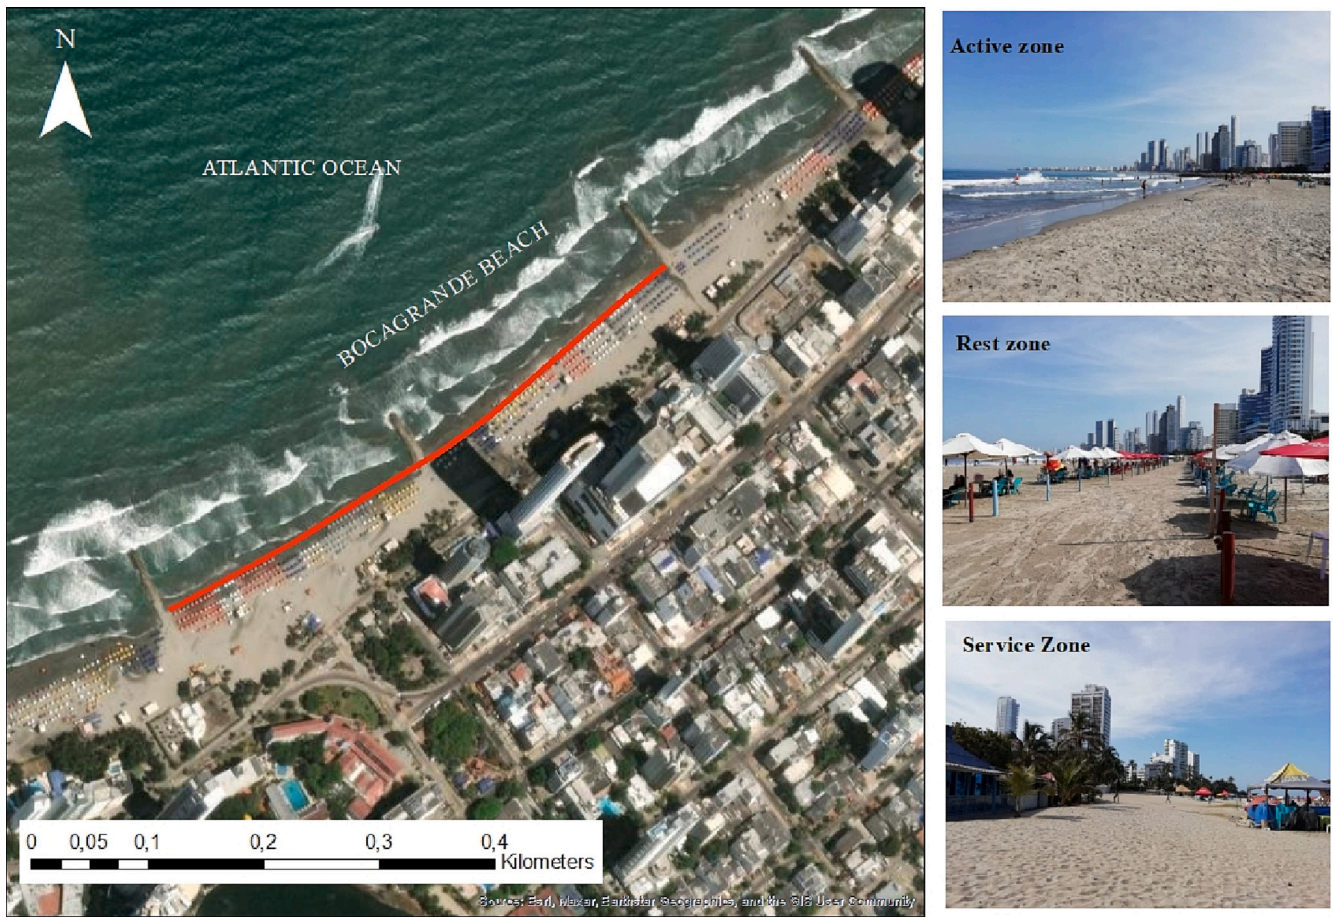 N
ATLANTIC OCEAN
BOCAGRANDE BEACH
0 0,05 0,1 0,2 0,3 0,4
Kilometers
Source: Esri, Maxar, Earthstar Geographics, and the GIS User Community
Active zone
Rest zone
Service Zone